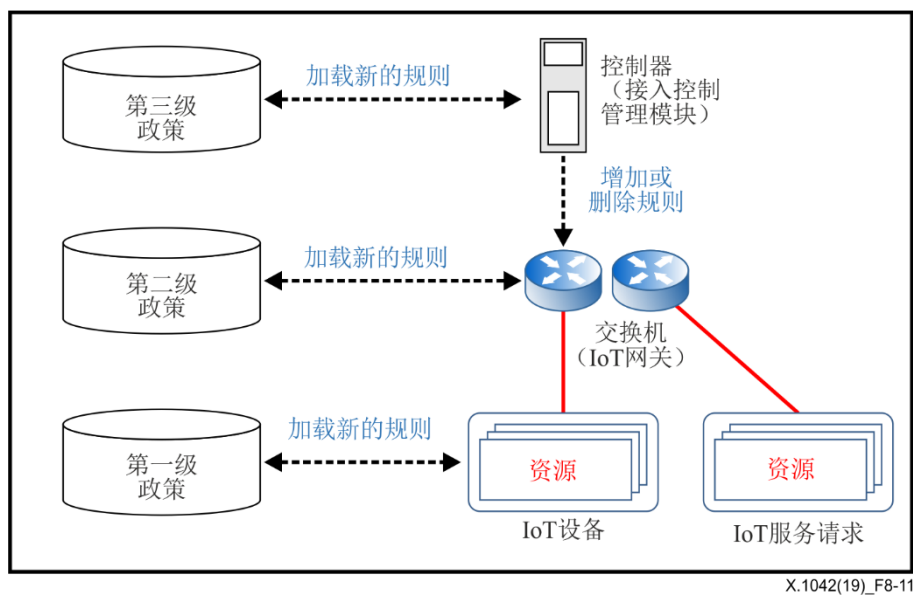 加载新的规则
第三级
政策
控制器
（接入控制
管理模块）
增加或
删除规则
加载新的规则
第二级
政策
交换机
（IoT网关）
加载新的规则
第一级
政策
资源
资源
IoT设备
IoT服务请求
X.1042(19)_F8-11